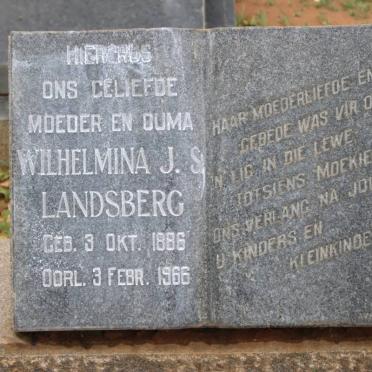 HIER RUS
ONS GELIEFDE
MOEDER EN OUMA
WILHELMINA J. S.
LANDSBERG
GEB. 3 OKT. 1886
OORL. 3 FEBR. 1966
HAAR MOEDERLIEFDE EN
GEBEDE WAS VIR
'N LIG IN DIE LEWE
TOTSIENS MOEKIE
ONS VERLANG NA
U KINDERS EN
KLEINKINDE